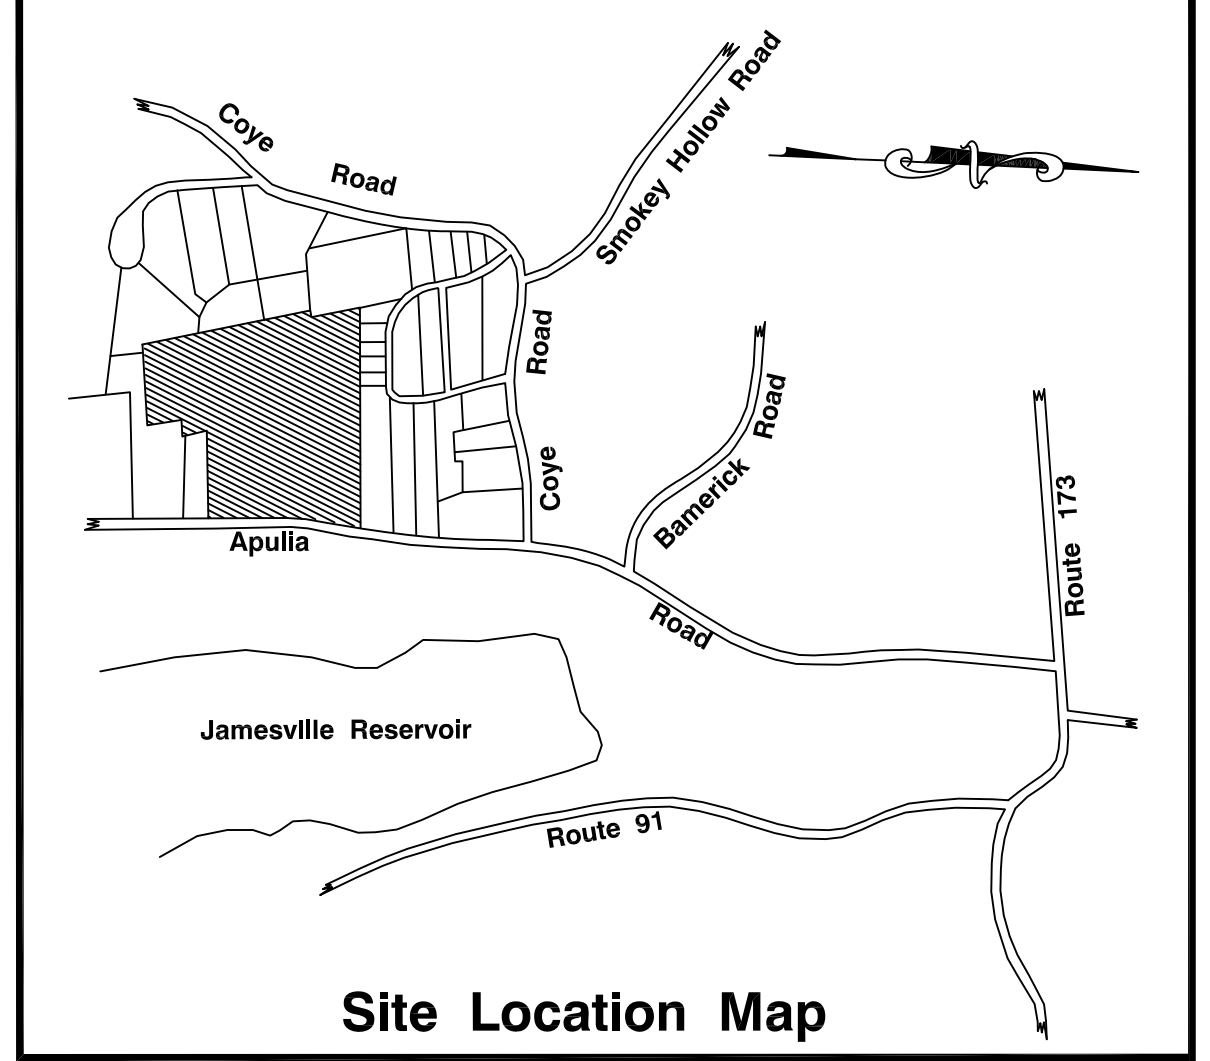 Smokey Hollow Road
Coye
Road
N
Road
Coye
Bamerick Road
Route 173
Apulia
Road
Jamesville Reservoir
Route 91
Site Location Map